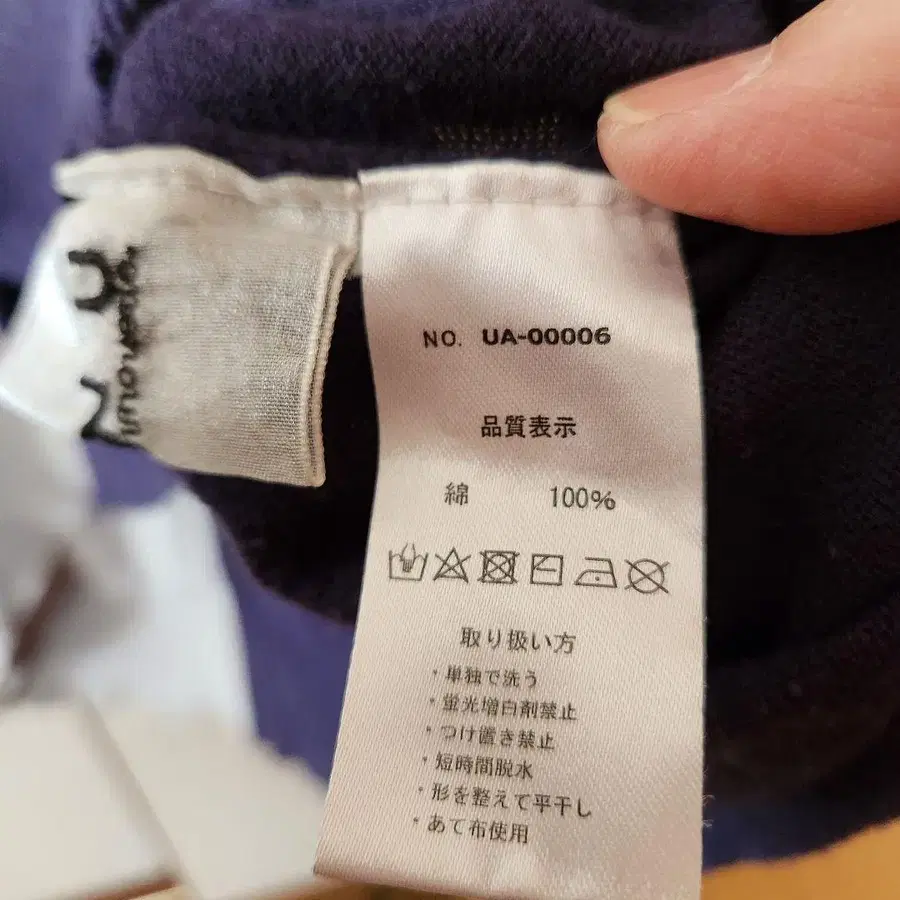 NO. UA-00006
品質表示
綿 100%
取り扱い方
・単独で洗う
・蛍光増白剤禁止
・つけ置き禁止
・短時間脱水
・形を整えて平干し
・あて布使用